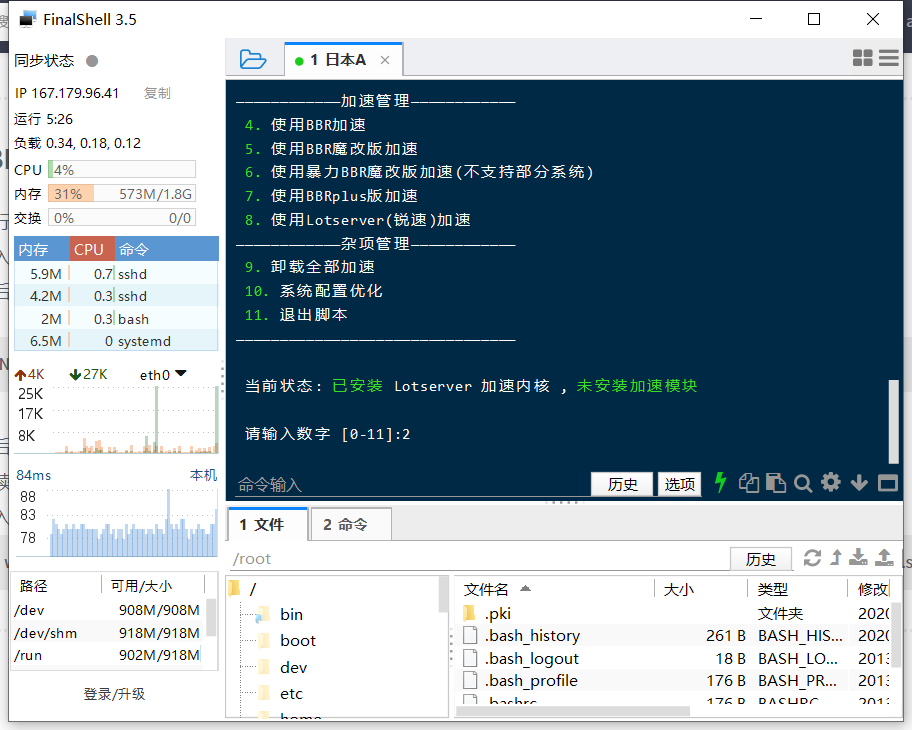 FinalShell 3.5
同步状态
IP 167.179.96.41 复制
运行 5:26
负载 0.34, 0.18, 0.12
CPU 4%
内存 31% 573M/1.8G
交换 0% 0/0
内存 CPU 命令
5.9M 0.7 sshd
4.2M 0.3 sshd
2M 0.3 bash
6.5M 0 systemd
4K 27K eth0
25K
17K
8K
84ms 本机
88
83
78
路径 可用/大小
/dev 908M/908M
/dev/shm 918M/918M
/run 902M/918M
登录/升级
1 日本A
————————————加速管理————————————
4. 使用BBR加速
5. 使用BBR魔改版加速
6. 使用暴力BBR魔改版加速(不支持部分系统)
7. 使用BBRplus版加速
8. 使用Lotserver(锐速)加速
————————————杂项管理————————————
9. 卸载全部加速
10. 系统配置优化
11. 退出脚本
————————————————————————————————
当前状态: 已安装 Lotserver 加速内核 , 未安装加速模块
请输入数字 [0-11]:2
命令输入 历史 选项
1 文件 2 命令
/root 历史
/
bin
boot
dev
etc
home
文件名 大小 类型 修改
.pki 文件夹 2020
.bash_history 261 B BASH_HIS... 2020
.bash_logout 18 B BASH_LO... 2013
.bash_profile 176 B BASH_PR... 2013
.bashrc 176 B BASHRC 2013